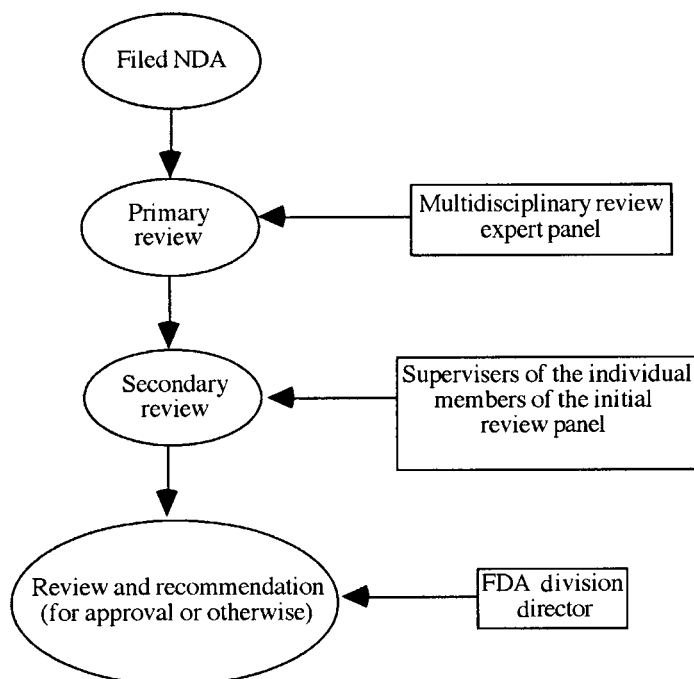 Filed NDA
Primary
review
Multidisciplinary review
expert panel
Secondary
review
Supervisers of the individual
members of the initial
review panel
Review and recommendation
(for approval or otherwise)
FDA division
director